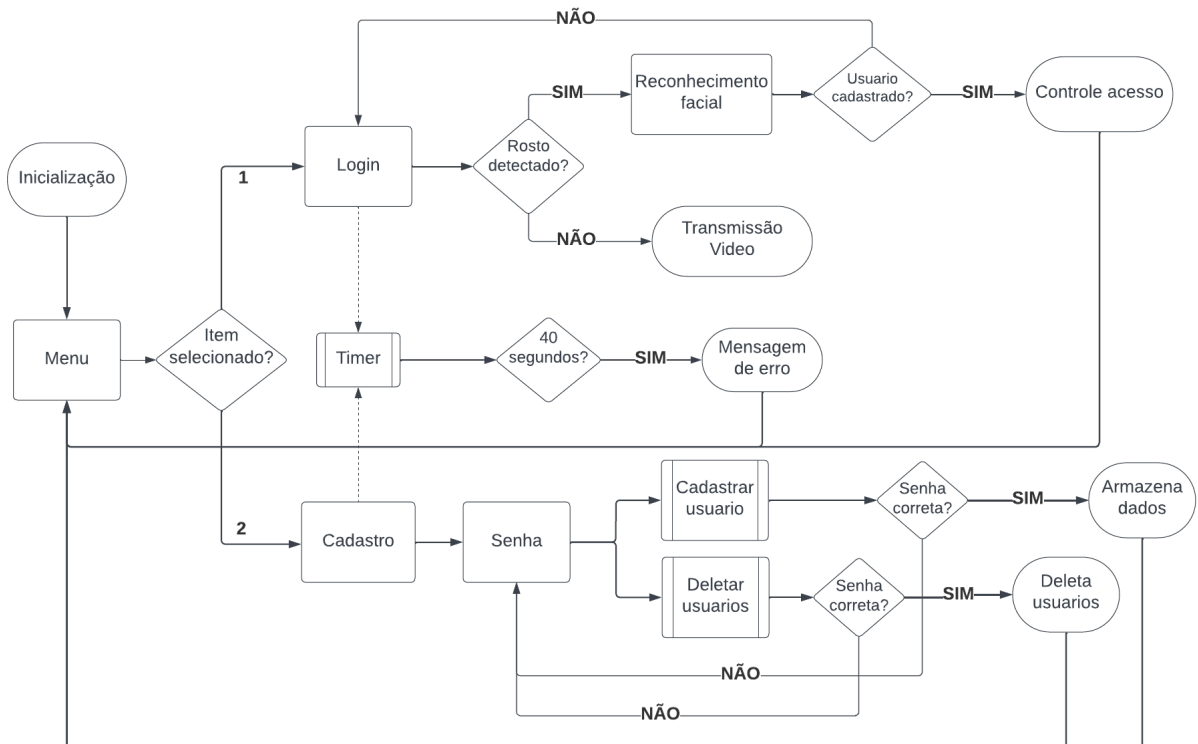 NÃO
Reconhecimento
facial
Usuario
cadastrado?
SIM
SIM
Controle acesso
Rosto
detectado?
Login
1
Inicialização
NÃO
Transmissão
Video
Item
selecionado?
Menu
Timer
40
segundos?
SIM
Mensagem
de erro
Cadastrar
usuario
Senha
correta?
SIM
Armazena
dados
2
Cadastro
Senha
Deletar
usuarios
Senha
correta?
SIM
Deleta
usuarios
NÃO
NÃO